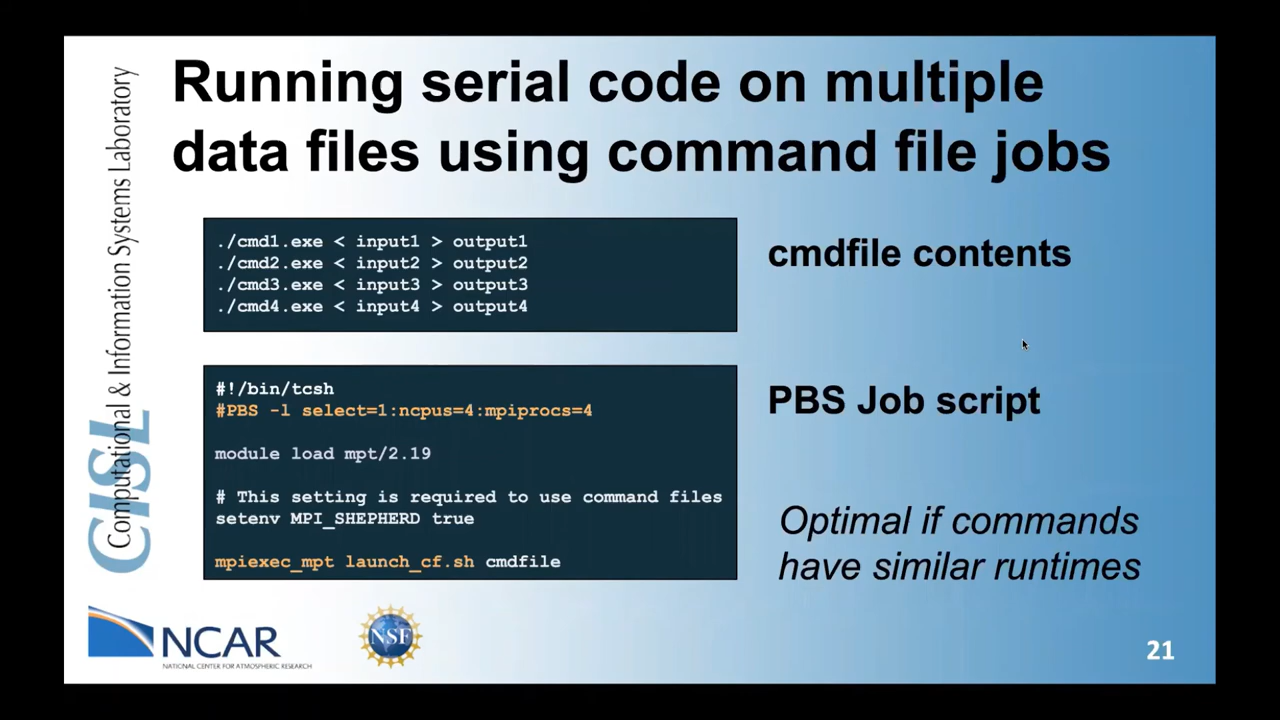 Running serial code on multiple
data files using command file jobs
Computational & Information Systems Laboratory
CISL
./cmd1.exe < input1 > output1
./cmd2.exe < input2 > output2
./cmd3.exe < input3 > output3
./cmd4.exe < input4 > output4
cmdfile contents
#!/bin/tcsh
#PBS -l select=1:ncpus=4:mpiprocs=4
module load mpt/2.19
# This setting is required to use command files
setenv MPI_SHEPHERD true
mpiexec_mpt launch_cf.sh cmdfile
PBS Job script
Optimal if commands
have similar runtimes
NCAR
NATIONAL CENTER FOR ATMOSPHERIC RESEARCH
NSF
21